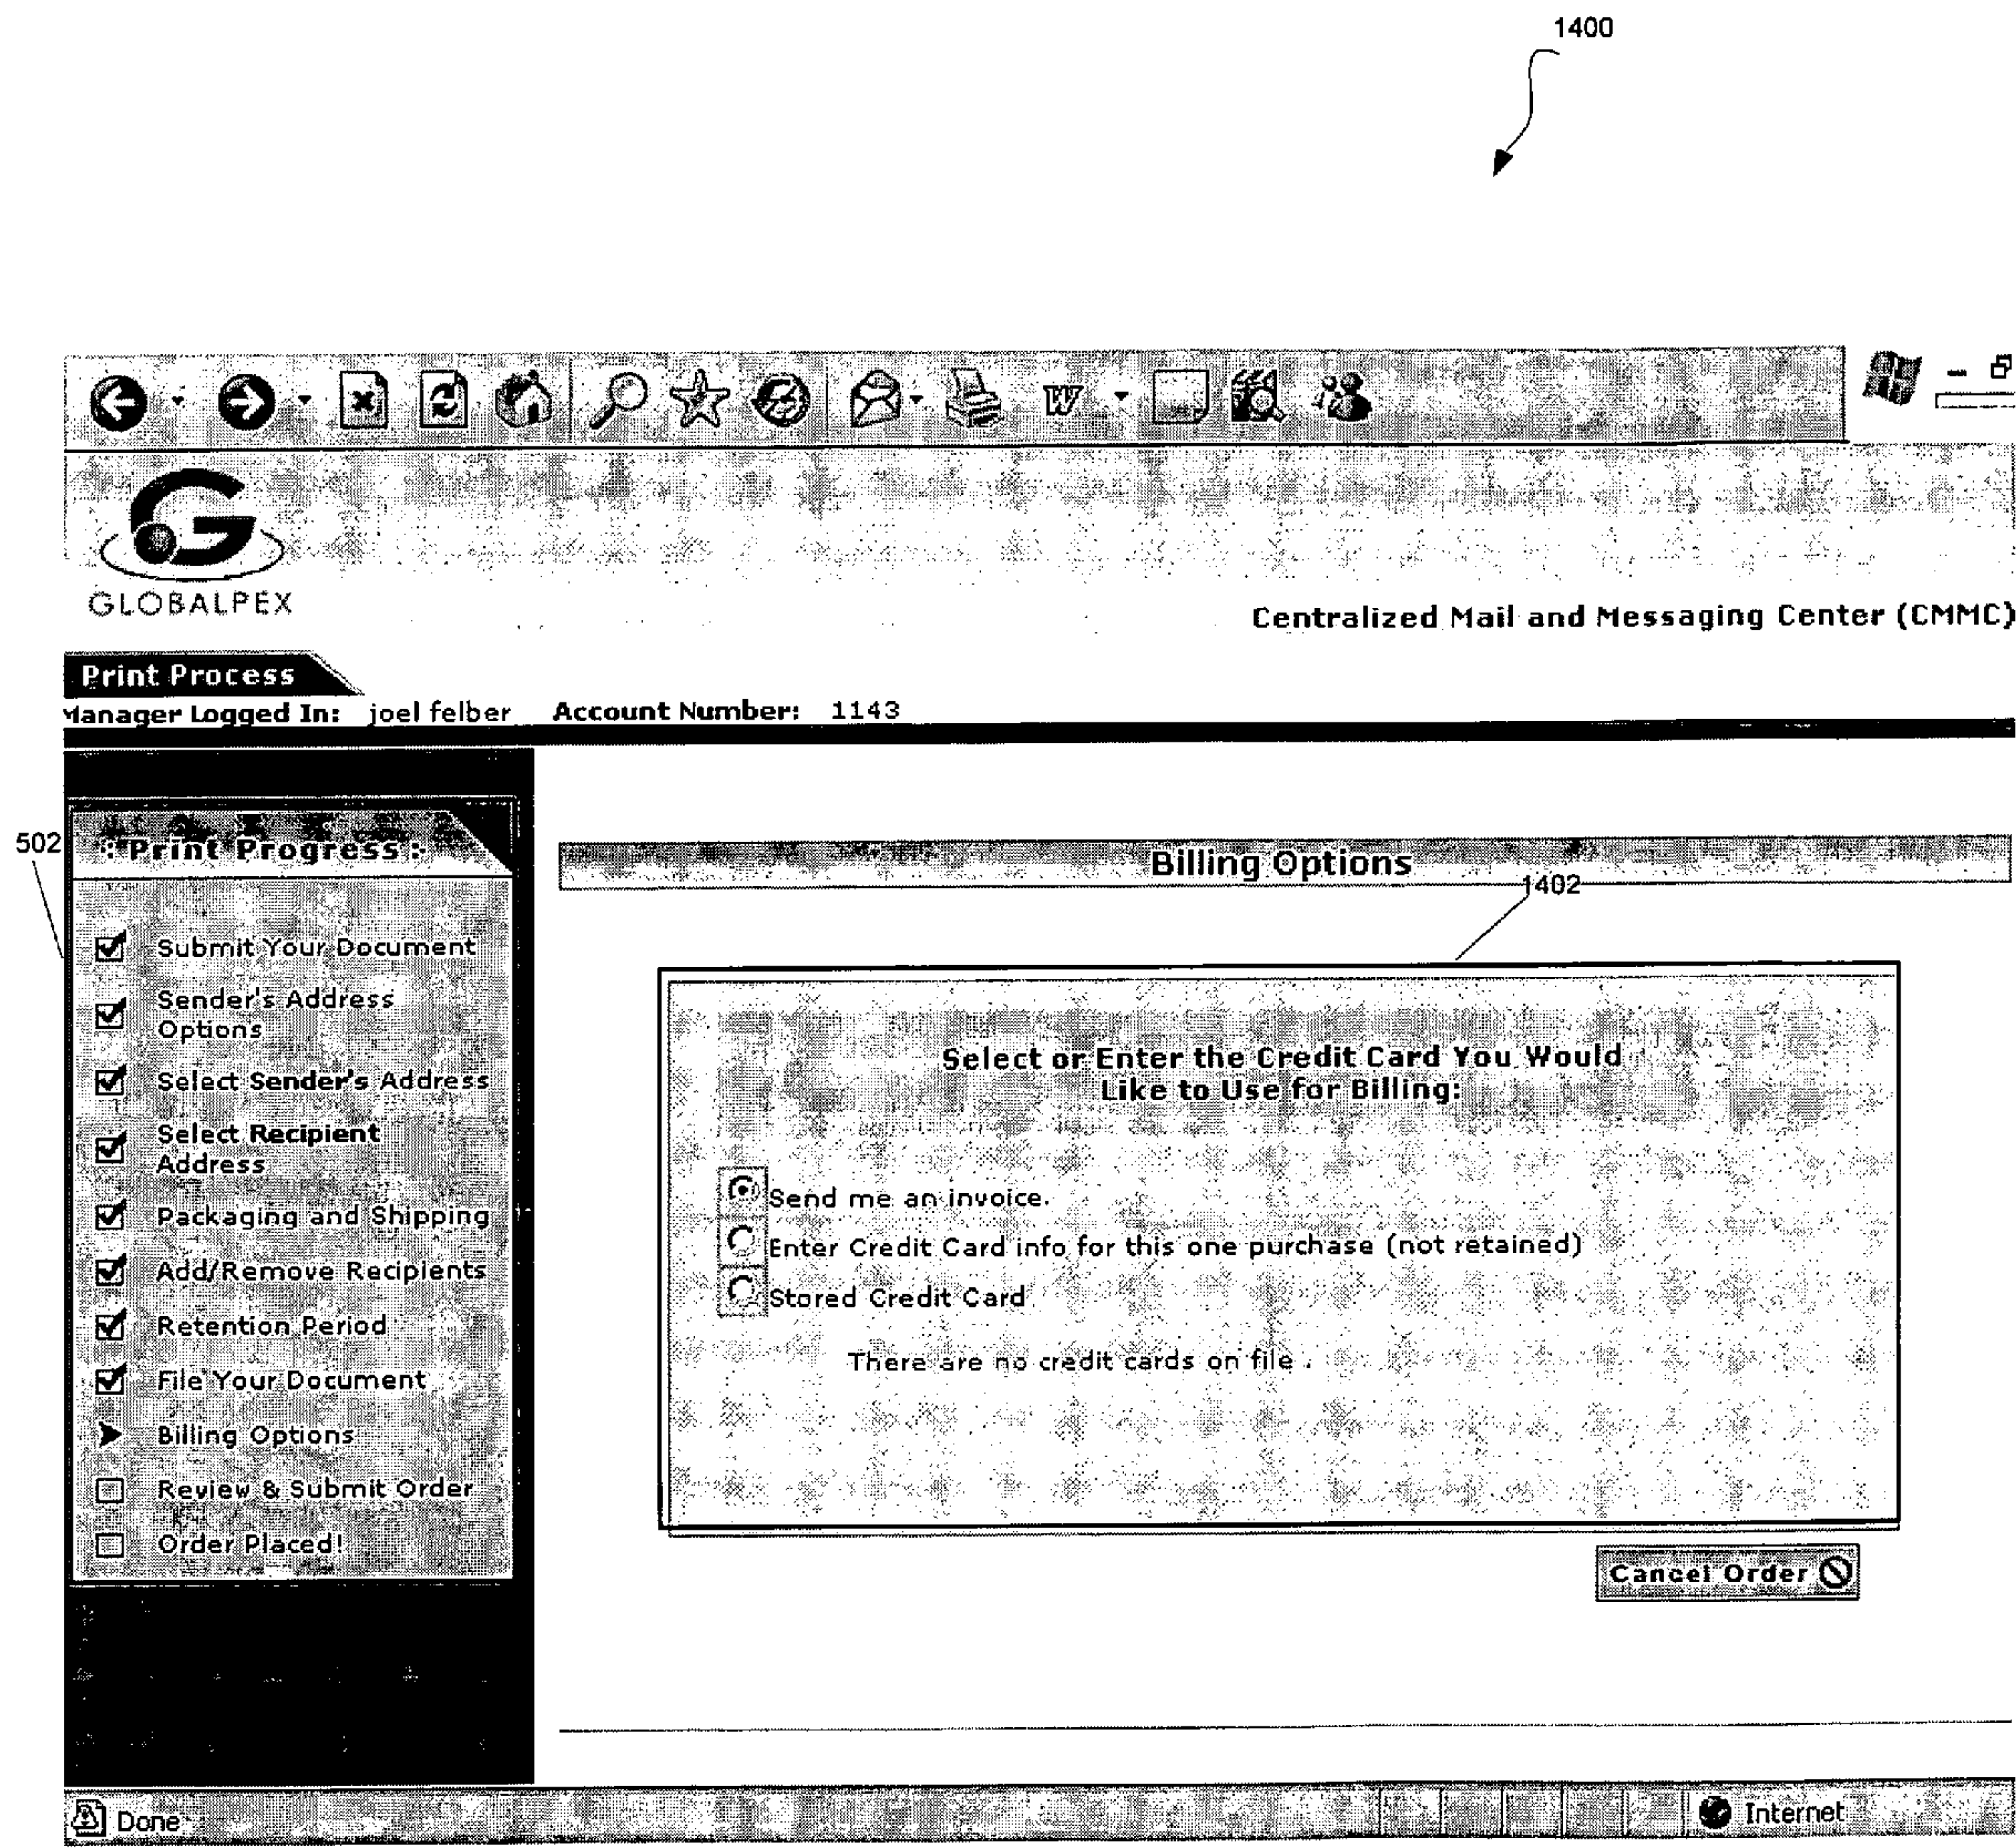 1400
GLOBALPEX
Centralized Mail and Messaging Center (CMMC)
Print Process
Manager Logged In: joel felber Account Number: 1143
502
: Print Progress :
Billing Options
1402
Submit Your Document
Sender's Address
Options
Select Sender's Address
Select Recipient
Address
Packaging and Shipping
Add/Remove Recipients
Retention Period
File Your Document
Billing Options
Review & Submit Order
Order Placed!
Select or Enter the Credit Card You Would
Like to Use for Billing:
Send me an invoice.
Enter Credit Card info for this one purchase (not retained)
Stored Credit Card
There are no credit cards on file .
Cancel Order
Done
Internet